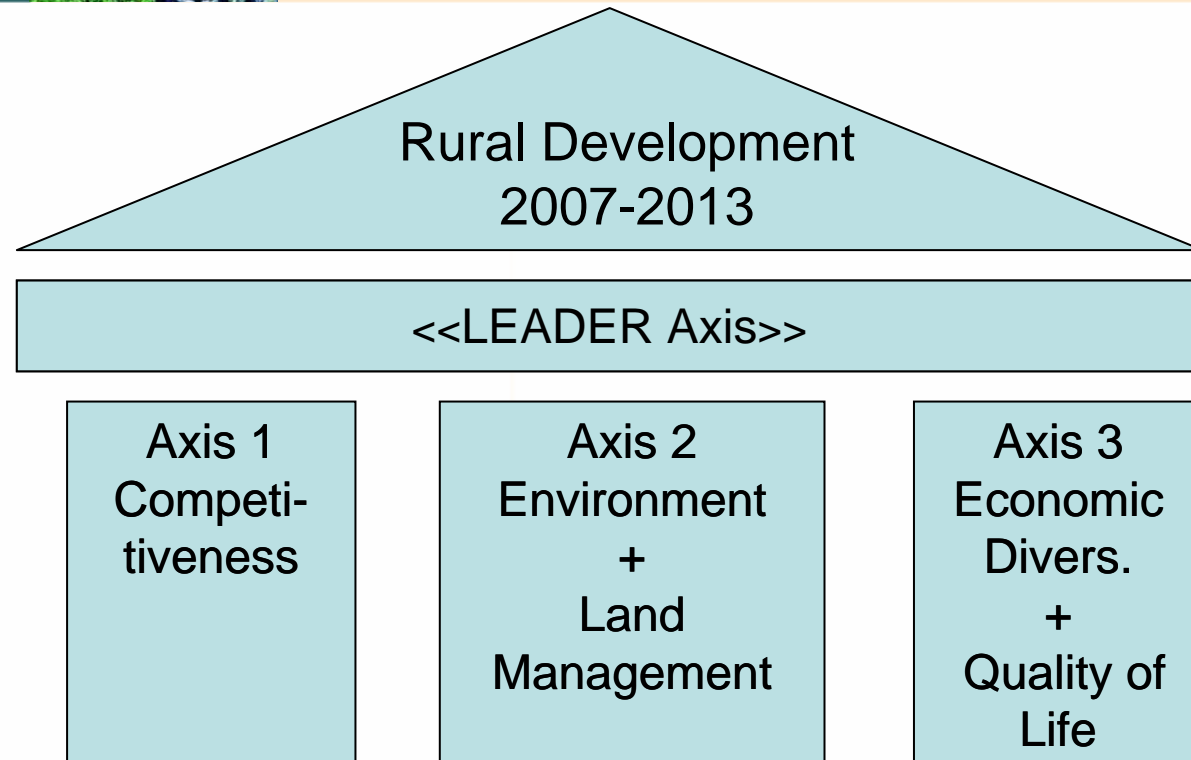 Rural Development
2007-2013
<<LEADER Axis>>
Axis 1
Competi-
tiveness
Axis 2
Environment
+
Land
Management
Axis 3
Economic
Divers.
+
Quality of
Life